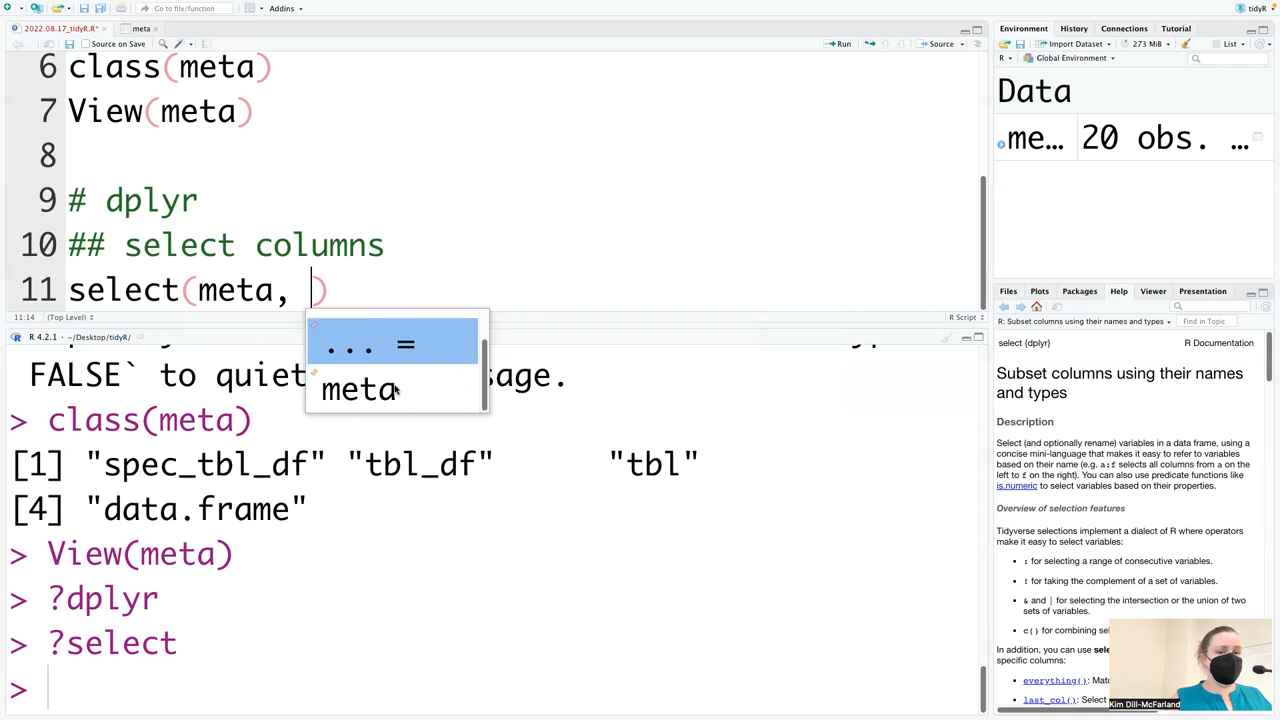 Go to file/function
Addins
tidyR
2022.08.17_tidyR.R*
meta
Source on Save
Run
Source
6 class(meta)
7 View(meta)
8
9 # dplyr
10 ## select columns
11 select(meta, )
... =
meta
11:14
(Top Level)
R Script
R 4.2.1 · ~/Desktop/tidyR/
FALSE` to quiet
sage.
> class(meta)
[1] "spec_tbl_df" "tbl_df" "tbl"
[4] "data.frame"
> View(meta)
> ?dplyr
> ?select
>
Environment
History
Connections
Tutorial
Import Dataset
273 MiB
List
R
Global Environment
Data
me…
20 obs. …
Files
Plots
Packages
Help
Viewer
Presentation
R: Subset columns using their names and types
Find in Topic
select {dplyr}
R Documentation
Subset columns using their names
and types
Description
Select (and optionally rename) variables in a data frame, using a
concise mini-language that makes it easy to refer to variables
based on their name (e.g. a:f selects all columns from a on the
left to f on the right). You can also use predicate functions like
is.numeric to select variables based on their properties.
Overview of selection features
Tidyverse selections implement a dialect of R where operators
make it easy to select variables:
• : for selecting a range of consecutive variables.
• ! for taking the complement of a set of variables.
• & and | for selecting the intersection or the union of two
sets of variables.
• c() for combining sel
In addition, you can use sele
specific columns:
• everything(): Matc
• last_col(): Select
Kim Dill-McFarland